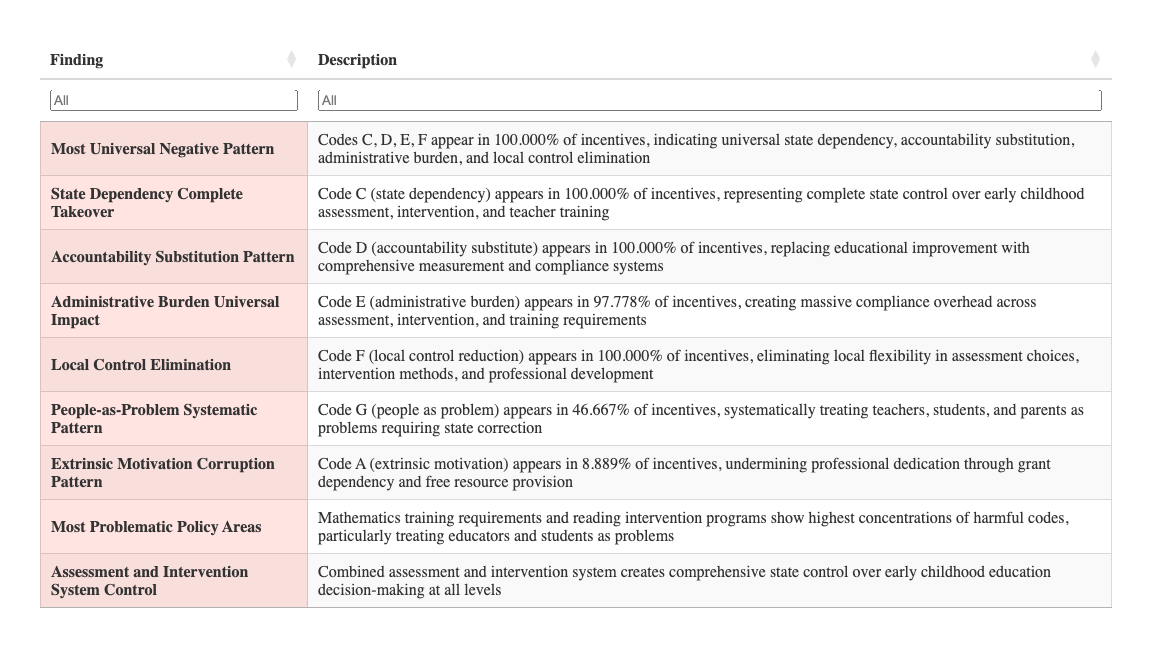 Finding
Description
All
All
Most Universal Negative Pattern
Codes C, D, E, F appear in 100.000% of incentives, indicating universal state dependency, accountability substitution,
administrative burden, and local control elimination
State Dependency Complete
Takeover
Code C (state dependency) appears in 100.000% of incentives, representing complete state control over early childhood
assessment, intervention, and teacher training
Accountability Substitution Pattern
Code D (accountability substitute) appears in 100.000% of incentives, replacing educational improvement with
comprehensive measurement and compliance systems
Administrative Burden Universal
Impact
Code E (administrative burden) appears in 97.778% of incentives, creating massive compliance overhead across
assessment, intervention, and training requirements
Local Control Elimination
Code F (local control reduction) appears in 100.000% of incentives, eliminating local flexibility in assessment choices,
intervention methods, and professional development
People-as-Problem Systematic
Pattern
Code G (people as problem) appears in 46.667% of incentives, systematically treating teachers, students, and parents as
problems requiring state correction
Extrinsic Motivation Corruption
Pattern
Code A (extrinsic motivation) appears in 8.889% of incentives, undermining professional dedication through grant
dependency and free resource provision
Most Problematic Policy Areas
Mathematics training requirements and reading intervention programs show highest concentrations of harmful codes,
particularly treating educators and students as problems
Assessment and Intervention
System Control
Combined assessment and intervention system creates comprehensive state control over early childhood education
decision-making at all levels